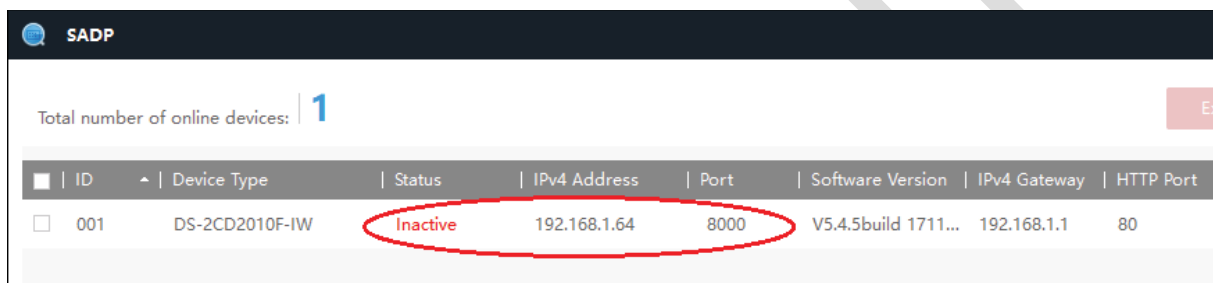 SADP
Total number of online devices: 1
ID Device Type Status IPv4 Address Port Software Version IPv4 Gateway HTTP Port
001 DS-2CD2010F-IW Inactive 192.168.1.64 8000 V5.4.5build 1711... 192.168.1.1 80